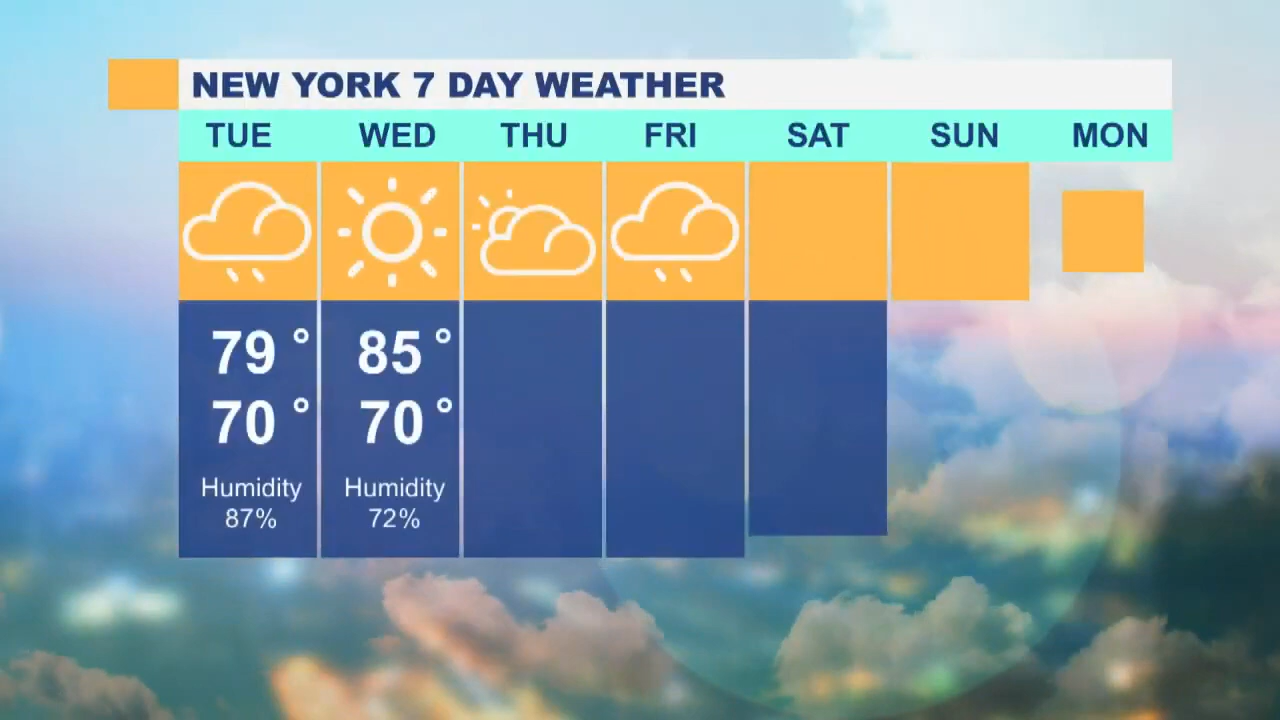 NEW YORK 7 DAY WEATHER
TUE WED THU FRI SAT SUN MON
79° 85°
70° 70°
Humidity Humidity
87% 72%